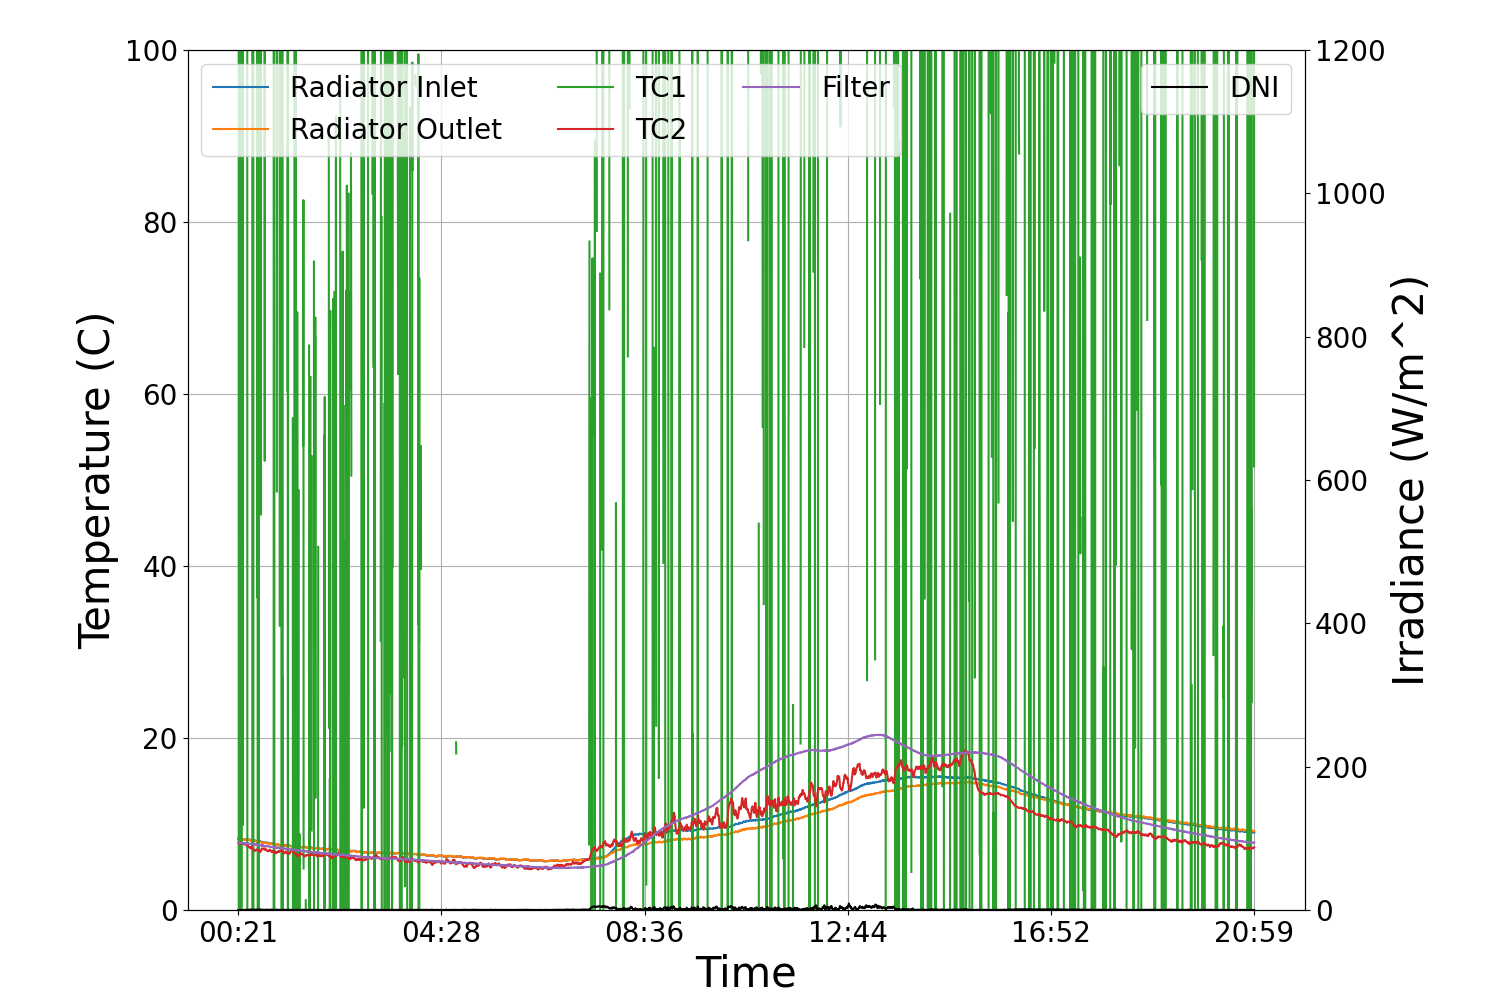 100
80
60
40
20
0
Temperature (C)
Radiator Inlet
Radiator Outlet
TC1
TC2
Filter
DNI
1200
1000
800
600
400
200
0
Irradiance (W/m^2)
00:21
04:28
08:36
12:44
16:52
20:59
Time